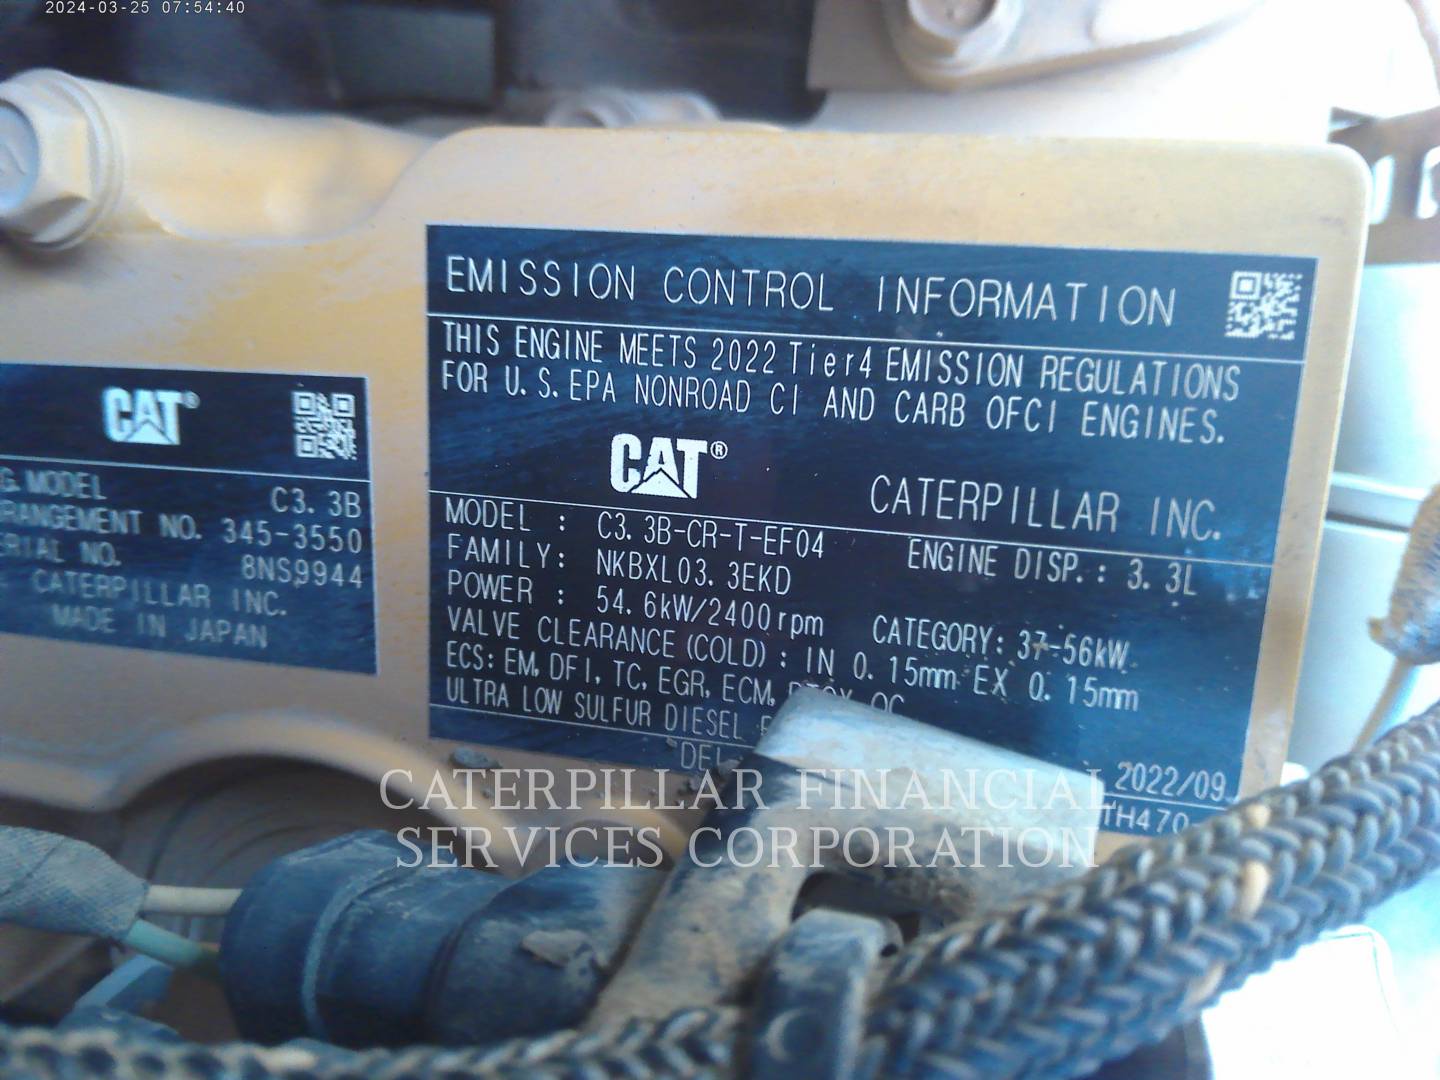 2024-03-25 07:54:40
EMISSION CONTROL INFORMATION
THIS ENGINE MEETS 2022 Tier4 EMISSION REGULATIONS
FOR U.S. EPA NONROAD CI AND CARB OFCI ENGINES.
CAT®
CATERPILLAR INC.
MODEL : C3.3B-CR-T-EF04 ENGINE DISP.: 3.3L
FAMILY: NKBXL03.3EKD
POWER : 54.6kW/2400rpm CATEGORY: 37-56kW
VALVE CLEARANCE (COLD) : IN 0.15mm EX 0.15mm
ECS: EM, DFI, TC, EGR, ECM,
ULTRA LOW SULFUR DIESEL
2022/09
CAT®
G.MODEL C3.3B
RANGEMENT NO. 345-3550
RIAL NO. 8NS9944
CATERPILLAR INC.
MADE IN JAPAN
CATERPILLAR FINANCIAL
SERVICES CORPORATION